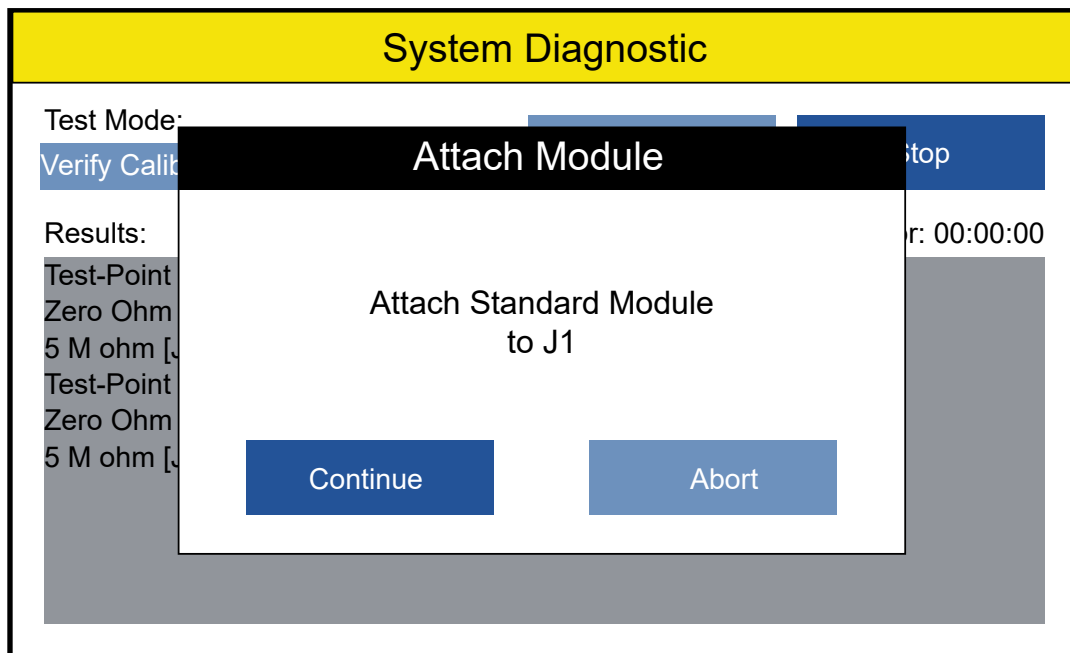 System Diagnostic
Test Mode:
Verify Calib
Attach Module
Stop
Results:
r: 00:00:00
Test-Point
Zero Ohm
5 M ohm [J
Test-Point
Zero Ohm
5 M ohm [J
Attach Standard Module
to J1
Continue
Abort